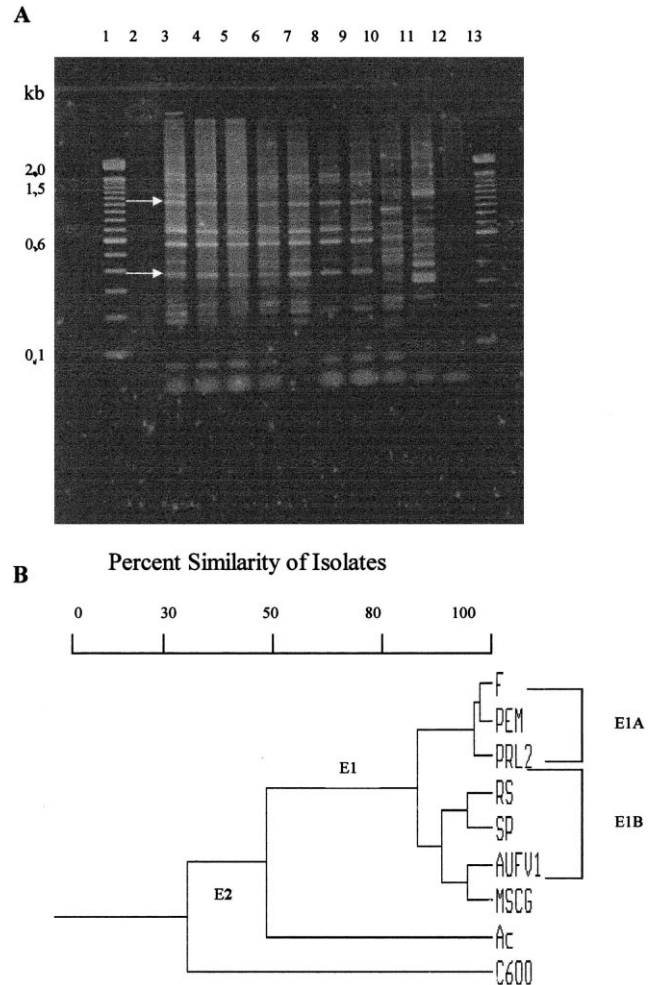 A
1 2 3 4 5 6 7 8 9 10 11 12 13
kb
2.0
1.5
0.6
0.1
Percent Similarity of Isolates
B
0 30 50 80 100
F
PEM
E1A
PRL2
E1
RS
SP
E1B
AUFV1
E2
MSCG
Ac
C600